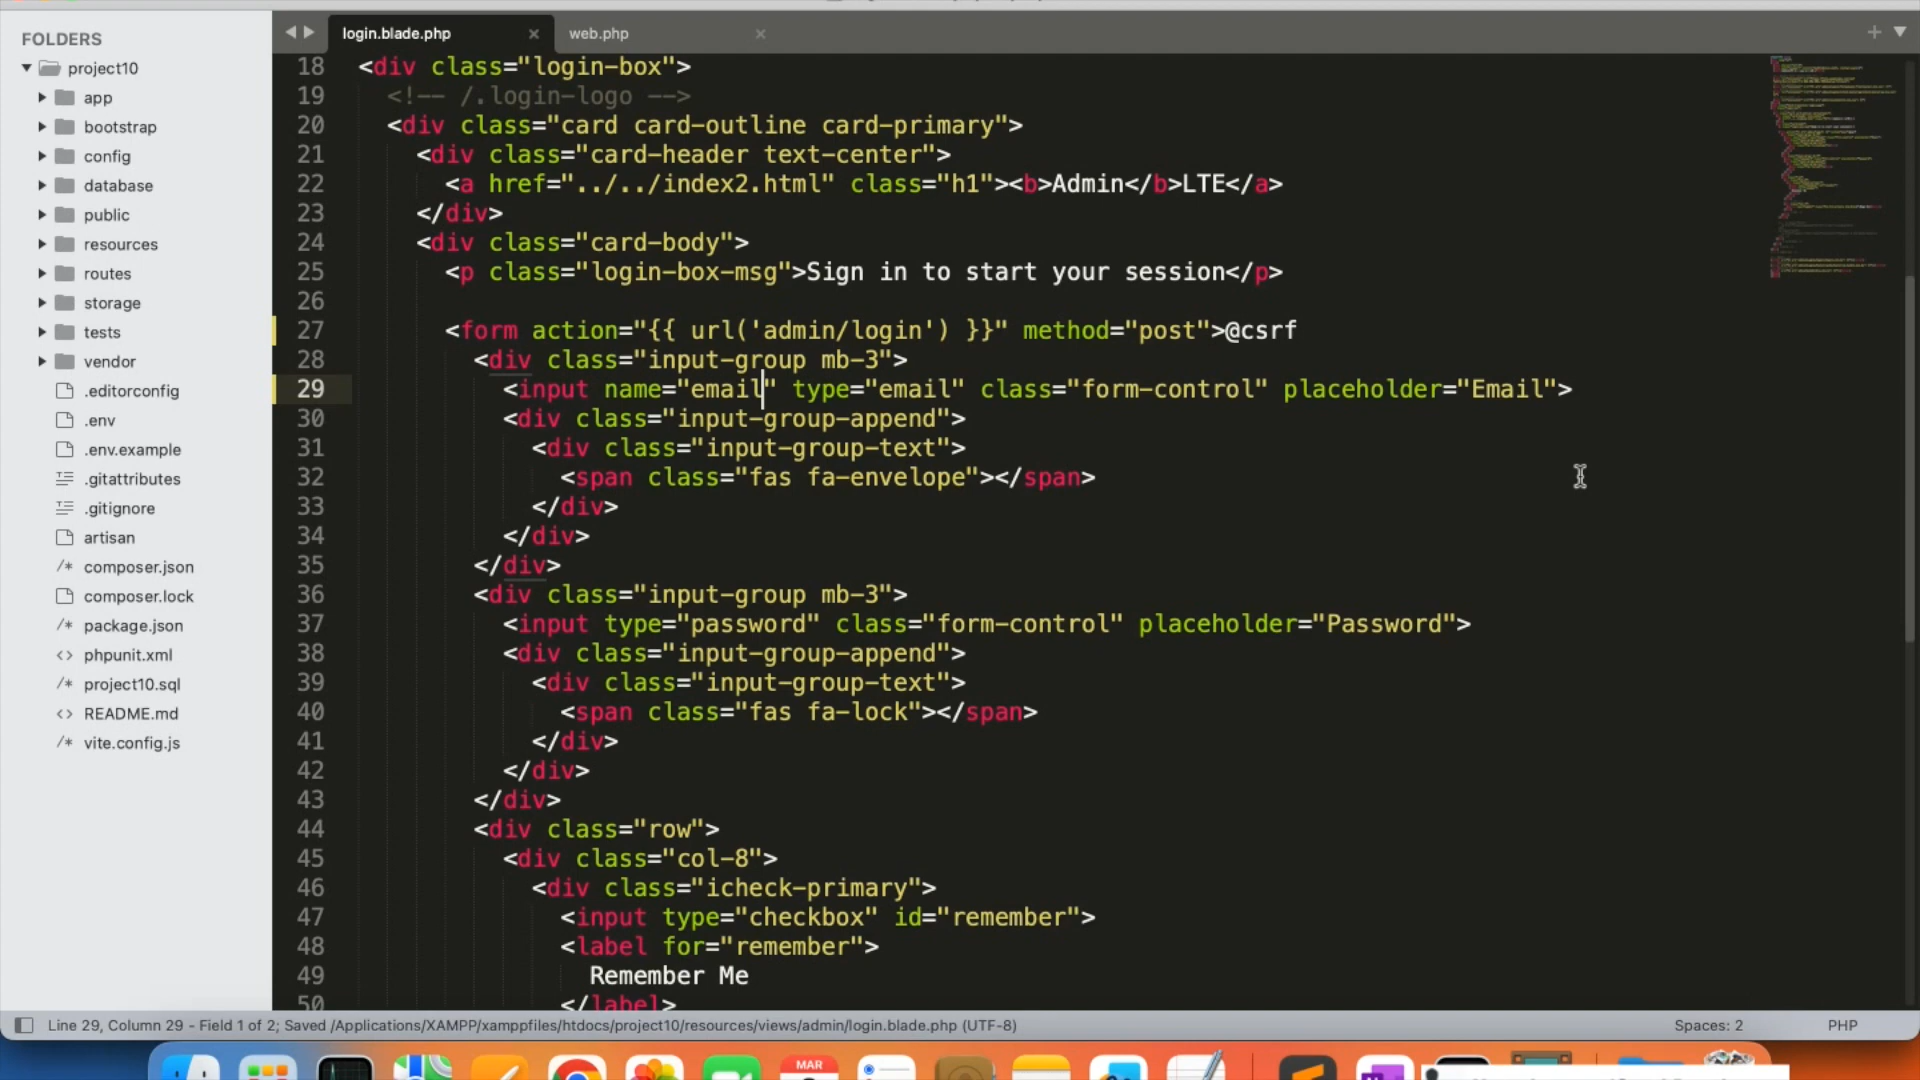 FOLDERS
project10
app
bootstrap
config
database
public
resources
routes
storage
tests
vendor
.editorconfig
.env
.env.example
.gitattributes
.gitignore
artisan
composer.json
composer.lock
package.json
phpunit.xml
project10.sql
README.md
vite.config.js
login.blade.php
web.php
18 <div class="login-box">
19 <!-- /.login-logo -->
20 <div class="card card-outline card-primary">
21 <div class="card-header text-center">
22 <a href="../../index2.html" class="h1"><b>Admin</b>LTE</a>
23 </div>
24 <div class="card-body">
25 <p class="login-box-msg">Sign in to start your session</p>
26
27 <form action="{{ url('admin/login') }}" method="post">@csrf
28 <div class="input-group mb-3">
29 <input name="email" type="email" class="form-control" placeholder="Email">
30 <div class="input-group-append">
31 <div class="input-group-text">
32 <span class="fas fa-envelope"></span>
33 </div>
34 </div>
35 </div>
36 <div class="input-group mb-3">
37 <input type="password" class="form-control" placeholder="Password">
38 <div class="input-group-append">
39 <div class="input-group-text">
40 <span class="fas fa-lock"></span>
41 </div>
42 </div>
43 </div>
44 <div class="row">
45 <div class="col-8">
46 <div class="icheck-primary">
47 <input type="checkbox" id="remember">
48 <label for="remember">
49 Remember Me
50 </label>
Line 29, Column 29 - Field 1 of 2; Saved /Applications/XAMPP/xamppfiles/htdocs/project10/resources/views/admin/login.blade.php (UTF-8)
Spaces: 2
PHP
MAR